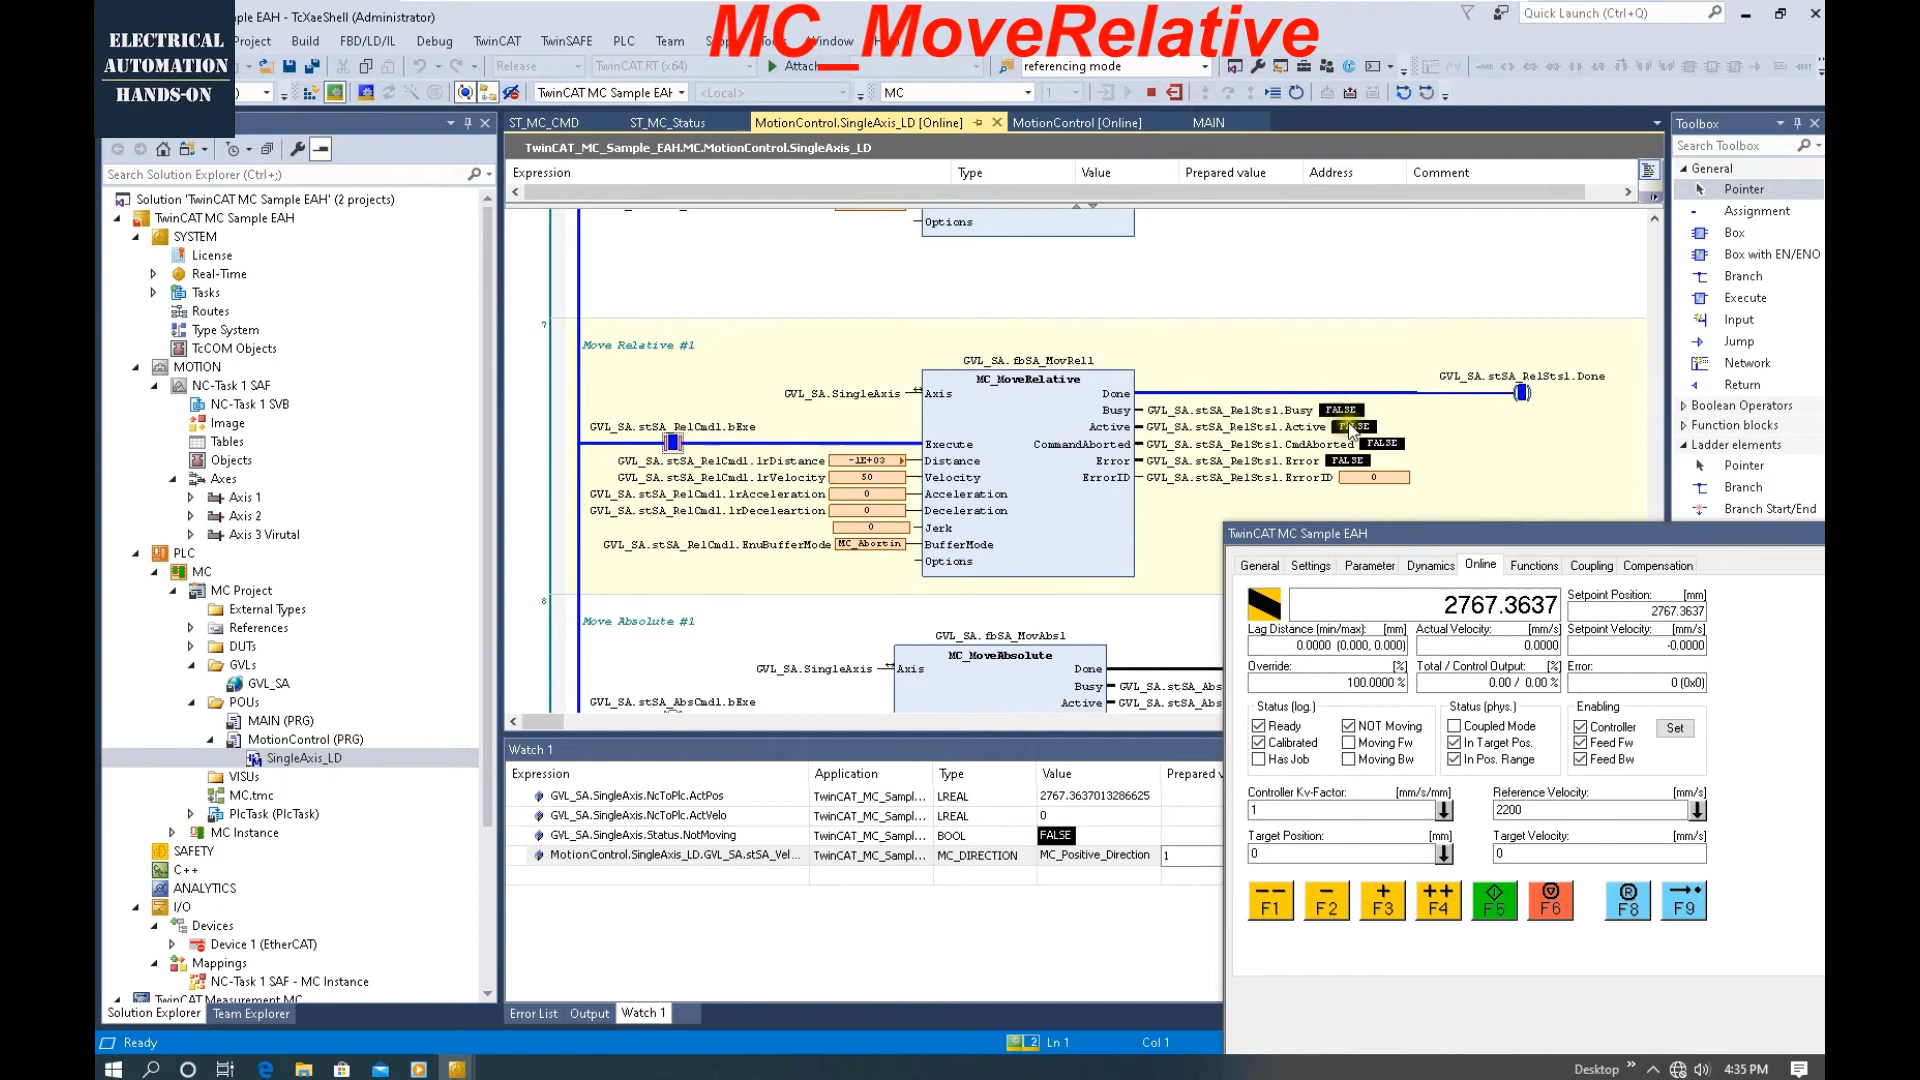 MC_MoveRelative
ELECTRICAL
AUTOMATION
HANDS-ON
ple EAH - TcXaeShell (Administrator)
Quick Launch (Ctrl+Q)
Project Build FBD/LD/IL Debug TwinCAT TwinSAFE PLC Team Window
Release TwinCAT RT (x64) Attach referencing mode
TwinCAT MC Sample EAH <Local> MC 1
ST_MC_CMD ST_MC_Status MotionControl.SingleAxis_LD [Online] MotionControl [Online] MAIN
TwinCAT_MC_Sample_EAH.MC.MotionControl.SingleAxis_LD
Expression Type Value Prepared value Address Comment
Search Solution Explorer (Ctrl+;)
Solution 'TwinCAT MC Sample EAH' (2 projects)
TwinCAT MC Sample EAH
SYSTEM
License
Real-Time
Tasks
Routes
Type System
TcCOM Objects
MOTION
NC-Task 1 SAF
NC-Task 1 SVB
Image
Tables
Objects
Axes
Axis 1
Axis 2
Axis 3 Virutal
PLC
MC
MC Project
External Types
References
DUTs
GVLs
GVL_SA
POUs
MAIN (PRG)
MotionControl (PRG)
SingleAxis_LD
VISUs
MC.tmc
PlcTask (PlcTask)
MC Instance
SAFETY
C++
ANALYTICS
I/O
Devices
Device 1 (EtherCAT)
Mappings
NC-Task 1 SAF - MC Instance
TwinCAT Measurement MC
Solution Explorer Team Explorer
Options
7
Move Relative #1
GVL_SA.fbSA_MovRel1
MC_MoveRelative
GVL_SA.SingleAxis Axis Done GVL_SA.stSA_RelSts1.Done
Busy GVL_SA.stSA_RelSts1.Busy FALSE
GVL_SA.stSA_RelCmd1.bExe Active GVL_SA.stSA_RelSts1.Active FALSE
Execute CommandAborted GVL_SA.stSA_RelSts1.CmdAborted FALSE
GVL_SA.stSA_RelCmd1.lrDistance -1E+03 Distance Error GVL_SA.stSA_RelSts1.Error FALSE
GVL_SA.stSA_RelCmd1.lrVelocity 50 Velocity ErrorID GVL_SA.stSA_RelSts1.ErrorID 0
GVL_SA.stSA_RelCmd1.lrAcceleration 0 Acceleration
GVL_SA.stSA_RelCmd1.lrDeceleartion 0 Deceleration
0 Jerk
GVL_SA.stSA_RelCmd1.EnuBufferMode MC_Abortin BufferMode
Options
8
Move Absolute #1
GVL_SA.fbSA_MovAbs1
MC_MoveAbsolute
GVL_SA.SingleAxis Axis Done
Busy GVL_SA.stSA_Abs
GVL_SA.stSA_AbsCmd1.bExe Active GVL_SA.stSA_Abs
Watch 1
Expression Application Type Value Prepared v
GVL_SA.SingleAxis.NcToPlc.ActPos TwinCAT_MC_Sampl... LREAL 2767.3637013286625
GVL_SA.SingleAxis.NcToPlc.ActVelo TwinCAT_MC_Sampl... LREAL 0
GVL_SA.SingleAxis.Status.NotMoving TwinCAT_MC_Sampl... BOOL FALSE
MotionControl.SingleAxis_LD.GVL_SA.stSA_Vel... TwinCAT_MC_Sampl... MC_DIRECTION MC_Positive_Direction 1
Error List Output Watch 1
Toolbox
Search Toolbox
General
Pointer
Assignment
Box
Box with EN/ENO
Branch
Execute
Input
Jump
Network
Return
Boolean Operators
Function blocks
Ladder elements
Pointer
Branch
Branch Start/End
TwinCAT MC Sample EAH
General Settings Parameter Dynamics Online Functions Coupling Compensation
2767.3637
Setpoint Position: [mm]
2767.3637
Lag Distance (min/max): [mm] Actual Velocity: [mm/s] Setpoint Velocity: [mm/s]
0.0000 (0.000, 0.000) 0.0000 -0.0000
Override: [%] Total / Control Output: [%] Error:
100.0000 % 0.00 / 0.00 % 0 (0x0)
Status (log.) Status (phys.) Enabling
Ready NOT Moving Coupled Mode Controller Set
Calibrated Moving Fw In Target Pos. Feed Fw
Has Job Moving Bw In Pos. Range Feed Bw
Controller Kv-Factor: [mm/s/mm] Reference Velocity: [mm/s]
1 2200
Target Position: [mm] Target Velocity: [mm/s]
0 0
-- - + ++ R
F1 F2 F3 F4 F5 F6 F8 F9
Ready 2 Ln 1 Col 1
Desktop 4:35 PM